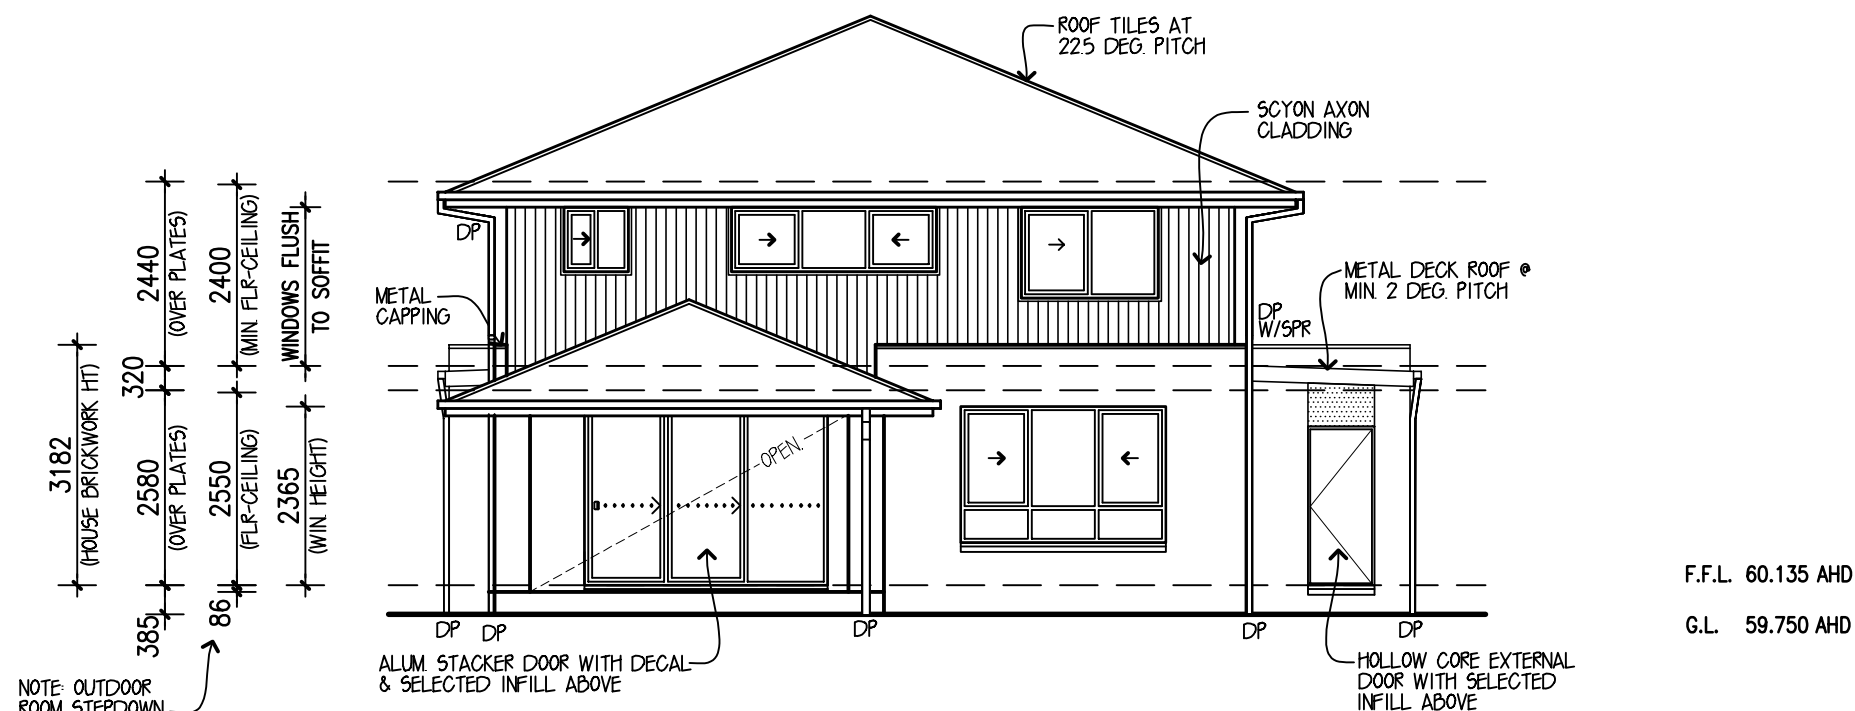 ROOF TILES AT
22.5 DEG. PITCH
SCYON AXON
CLADDING
METAL DECK ROOF @
MIN. 2 DEG. PITCH
DP
W/SPR
DP
METAL
CAPPING
2440
(OVER PLATES)
2400
(MIN. FLR-CEILING)
WINDOWS FLUSH
TO SOFFIT
320
3182
(HOUSE BRICKWORK HT)
2580
(OVER PLATES)
2550
(FLR-CEILING)
2365
(WIN. HEIGHT)
385
86
OPEN.
F.F.L. 60.135 AHD
G.L. 59.750 AHD
DP
DP
DP
DP
DP
ALUM. STACKER DOOR WITH DECAL
& SELECTED INFILL ABOVE
HOLLOW CORE EXTERNAL
DOOR WITH SELECTED
INFILL ABOVE
NOTE: OUTDOOR
ROOM STEPDOWN